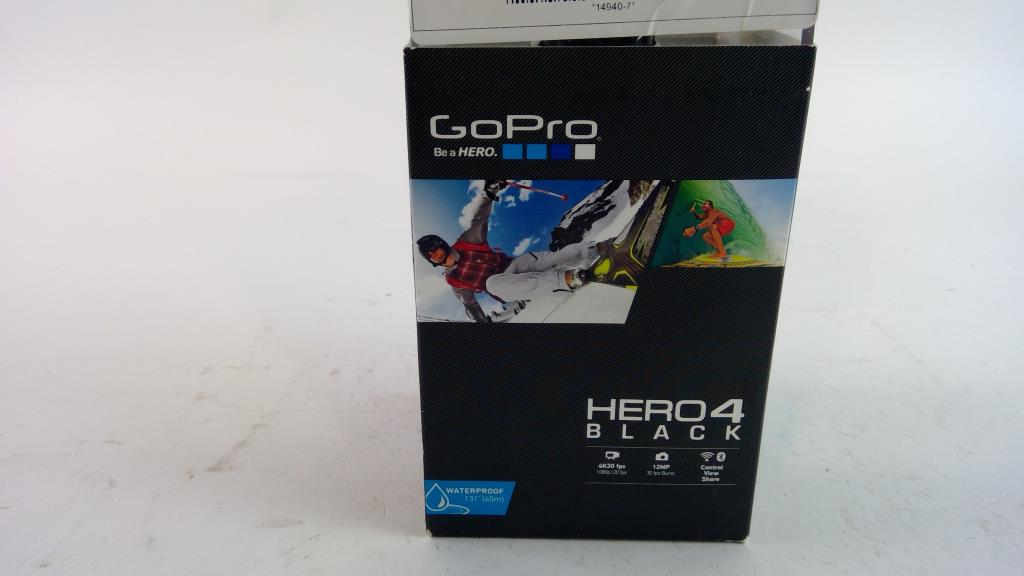 *14940-7*
GoPro
Be a HERO.
HERO4
BLACK
4K30 fps
1080p120 fps
12MP
30 fps Burst
Control
View
Share
WATERPROOF
131' (40m)